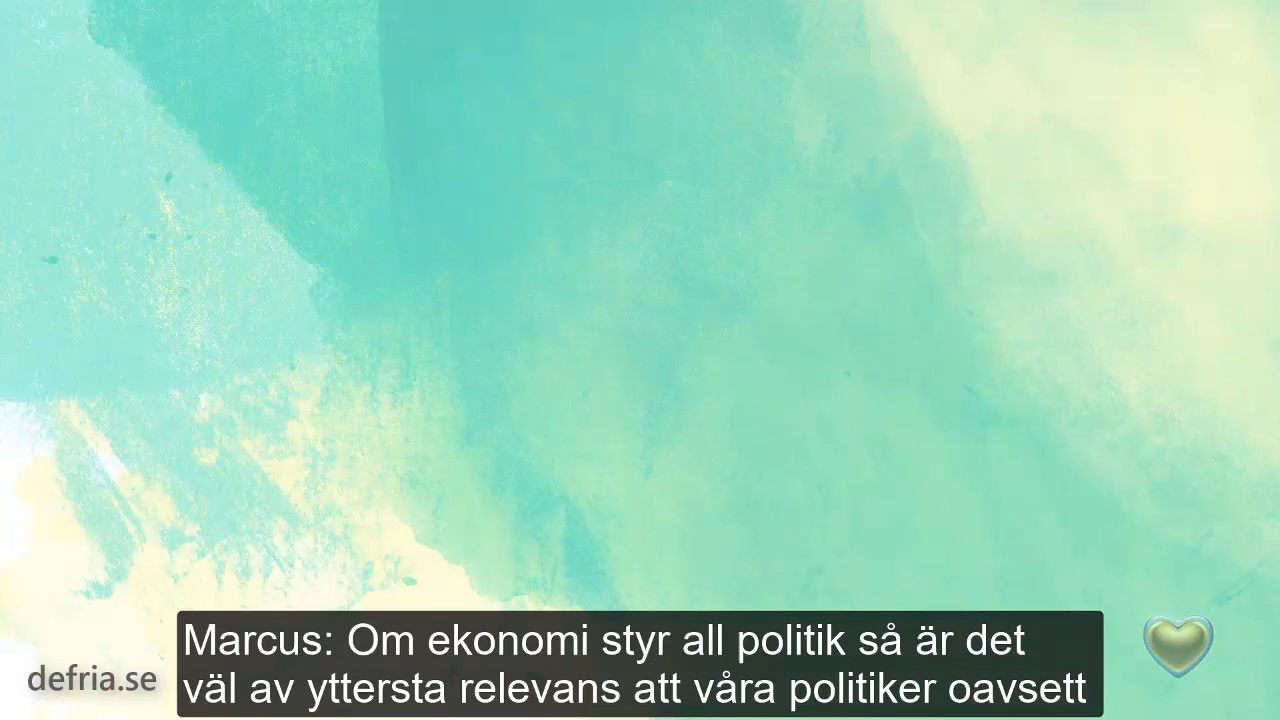 Marcus: Om ekonomi styr all politik så är det
väl av yttersta relevans att våra politiker oavsett
defria.se